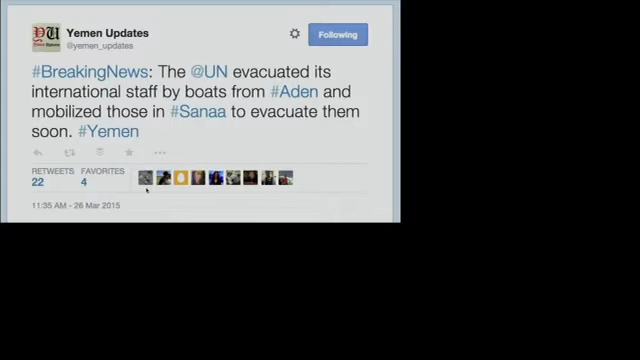 Yemen Updates
@yemen_updates
Following
#BreakingNews: The @UN evacuated its
international staff by boats from #Aden and
mobilized those in #Sanaa to evacuate them
soon. #Yemen
RETWEETS FAVORITES
22 4
11:35 AM - 26 Mar 2015